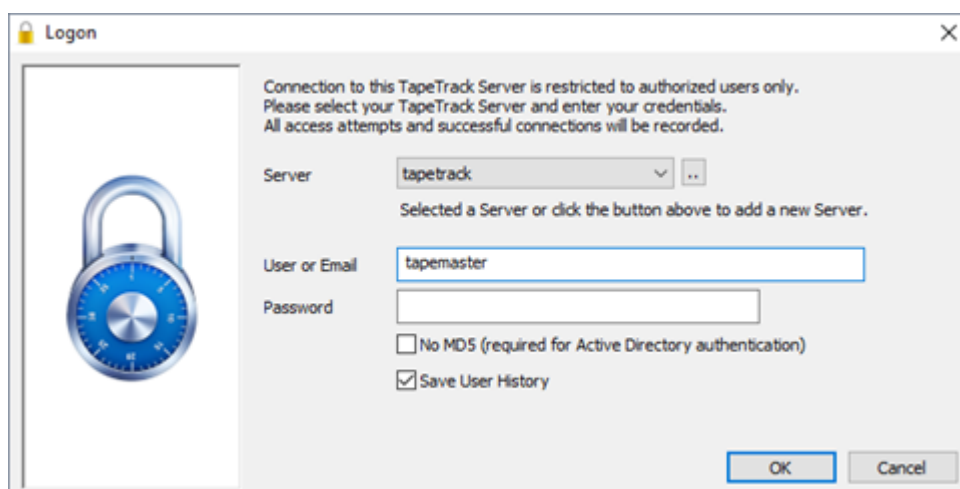 Logon
Connection to this TapeTrack Server is restricted to authorized users only.
Please select your TapeTrack Server and enter your credentials.
All access attempts and successful connections will be recorded.
Server
tapetrack
..
Selected a Server or click the button above to add a new Server.
User or Email
tapemaster
Password
No MD5 (required for Active Directory authentication)
Save User History
OK
Cancel